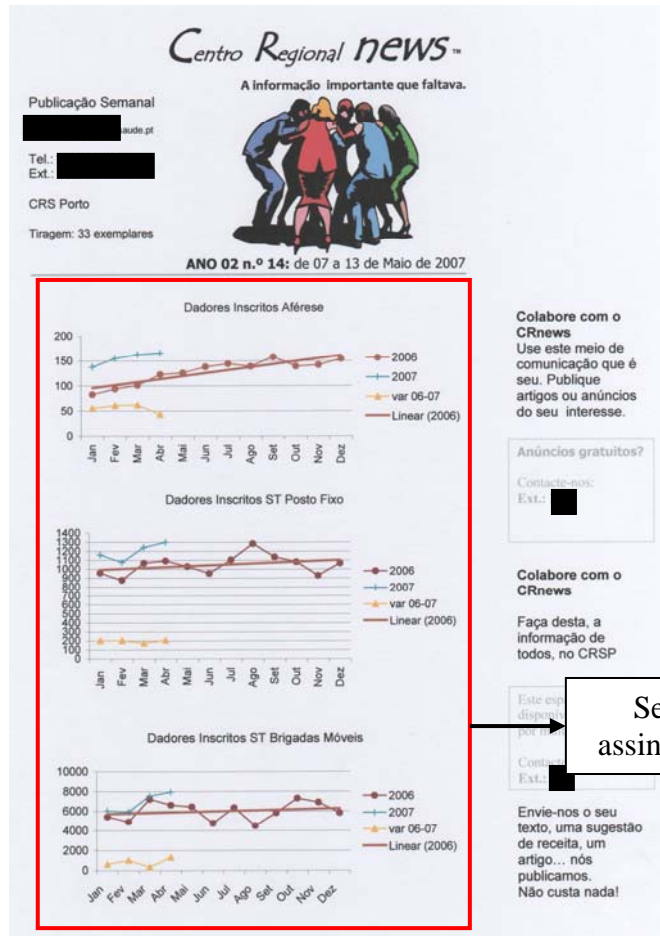 Centro Regional news ™
A informação importante que faltava.
Publicação Semanal
aude.pt
Tel.:
Ext.:
CRS Porto
Tiragem: 33 exemplares
ANO 02 n.º 14: de 07 a 13 de Maio de 2007
Dadores Inscritos Aférese
200
150
100
50
0
Jan Fev Mar Abr Mai Jun Jul Ago Set Out Nov Dez
2006
2007
var 06-07
Linear (2006)
Dadores Inscritos ST Posto Fixo
1400
1300
1200
1100
1000
900
800
700
600
500
400
300
200
100
0
Jan Fev Mar Abr Mai Jun Jul Ago Set Out Nov Dez
2006
2007
var 06-07
Linear (2006)
Dadores Inscritos ST Brigadas Móveis
10000
8000
6000
4000
2000
0
Jan Fev Mar Abr Mai Jun Jul Ago Set Out Nov Dez
2006
2007
var 06-07
Linear (2006)
Colabore com o
CRnews
Use este meio de
comunicação que é
seu. Publique
artigos ou anúncios
do seu interesse.
Anúncios gratuitos?
Contacte-nos:
Ext.:
Colabore com o
CRnews
Faça desta, a
informação de
todos, no CRSP
Este
por
Ext.:
Envie-nos o seu
texto, uma sugestão
de receita, um
artigo... nós
publicamos.
Não custa nada!